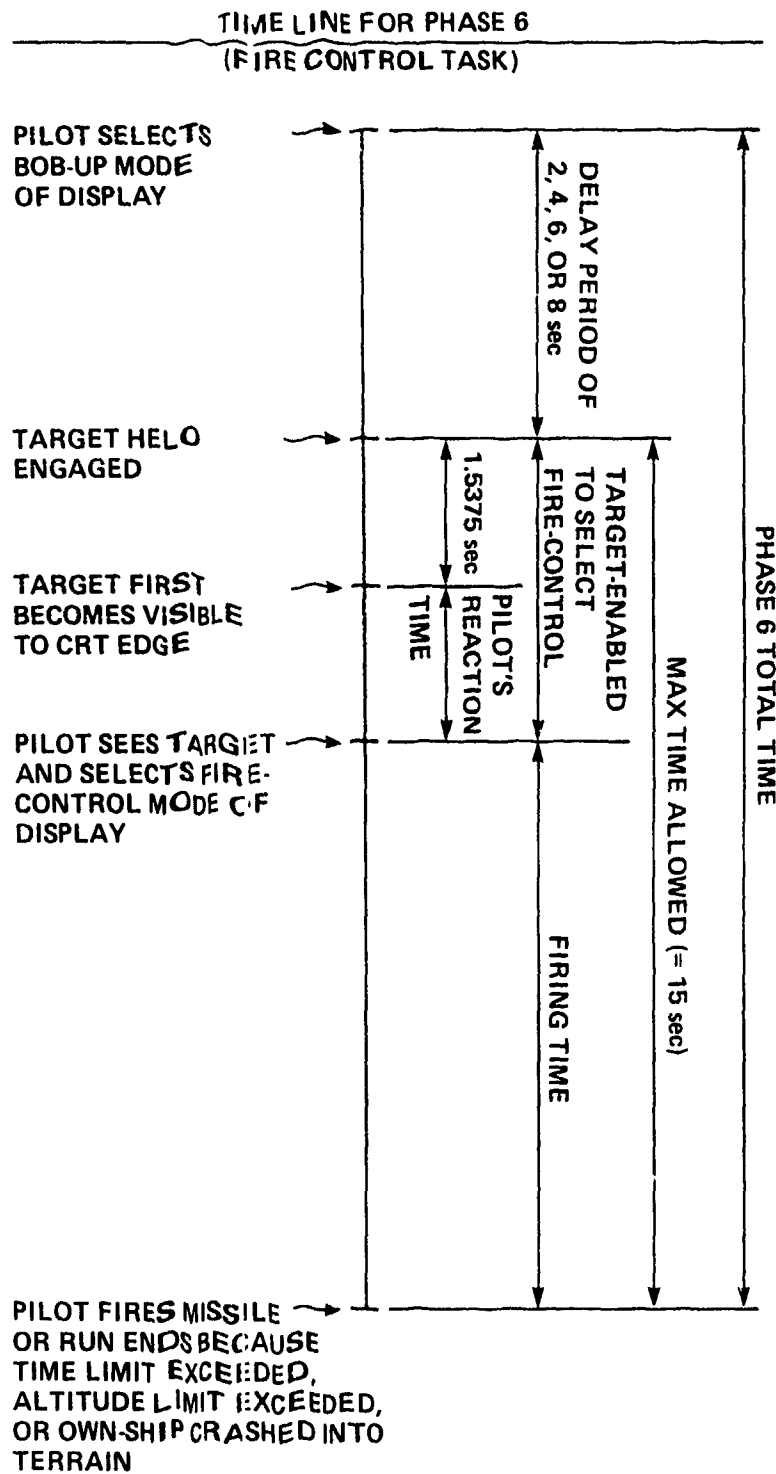 TIME LINE FOR PHASE 6
(FIRE CONTROL TASK)
PILOT SELECTS
BOB-UP MODE
OF DISPLAY
DELAY PERIOD OF
2, 4, 6, OR 8 sec
TARGET HELO
ENGAGED
1.5375 sec
TARGET-ENABLED
TO SELECT
FIRE-CONTROL
TARGET FIRST
BECOMES VISIBLE
TO CRT EDGE
PILOT'S
REACTION
TIME
PILOT SEES TARGET
AND SELECTS FIRE-
CONTROL MODE OF
DISPLAY
FIRING TIME
MAX TIME ALLOWED (= 15 sec)
PHASE 6 TOTAL TIME
PILOT FIRES MISSILE
OR RUN ENDS BECAUSE
TIME LIMIT EXCEEDED,
ALTITUDE LIMIT EXCEEDED,
OR OWN-SHIP CRASHED INTO
TERRAIN